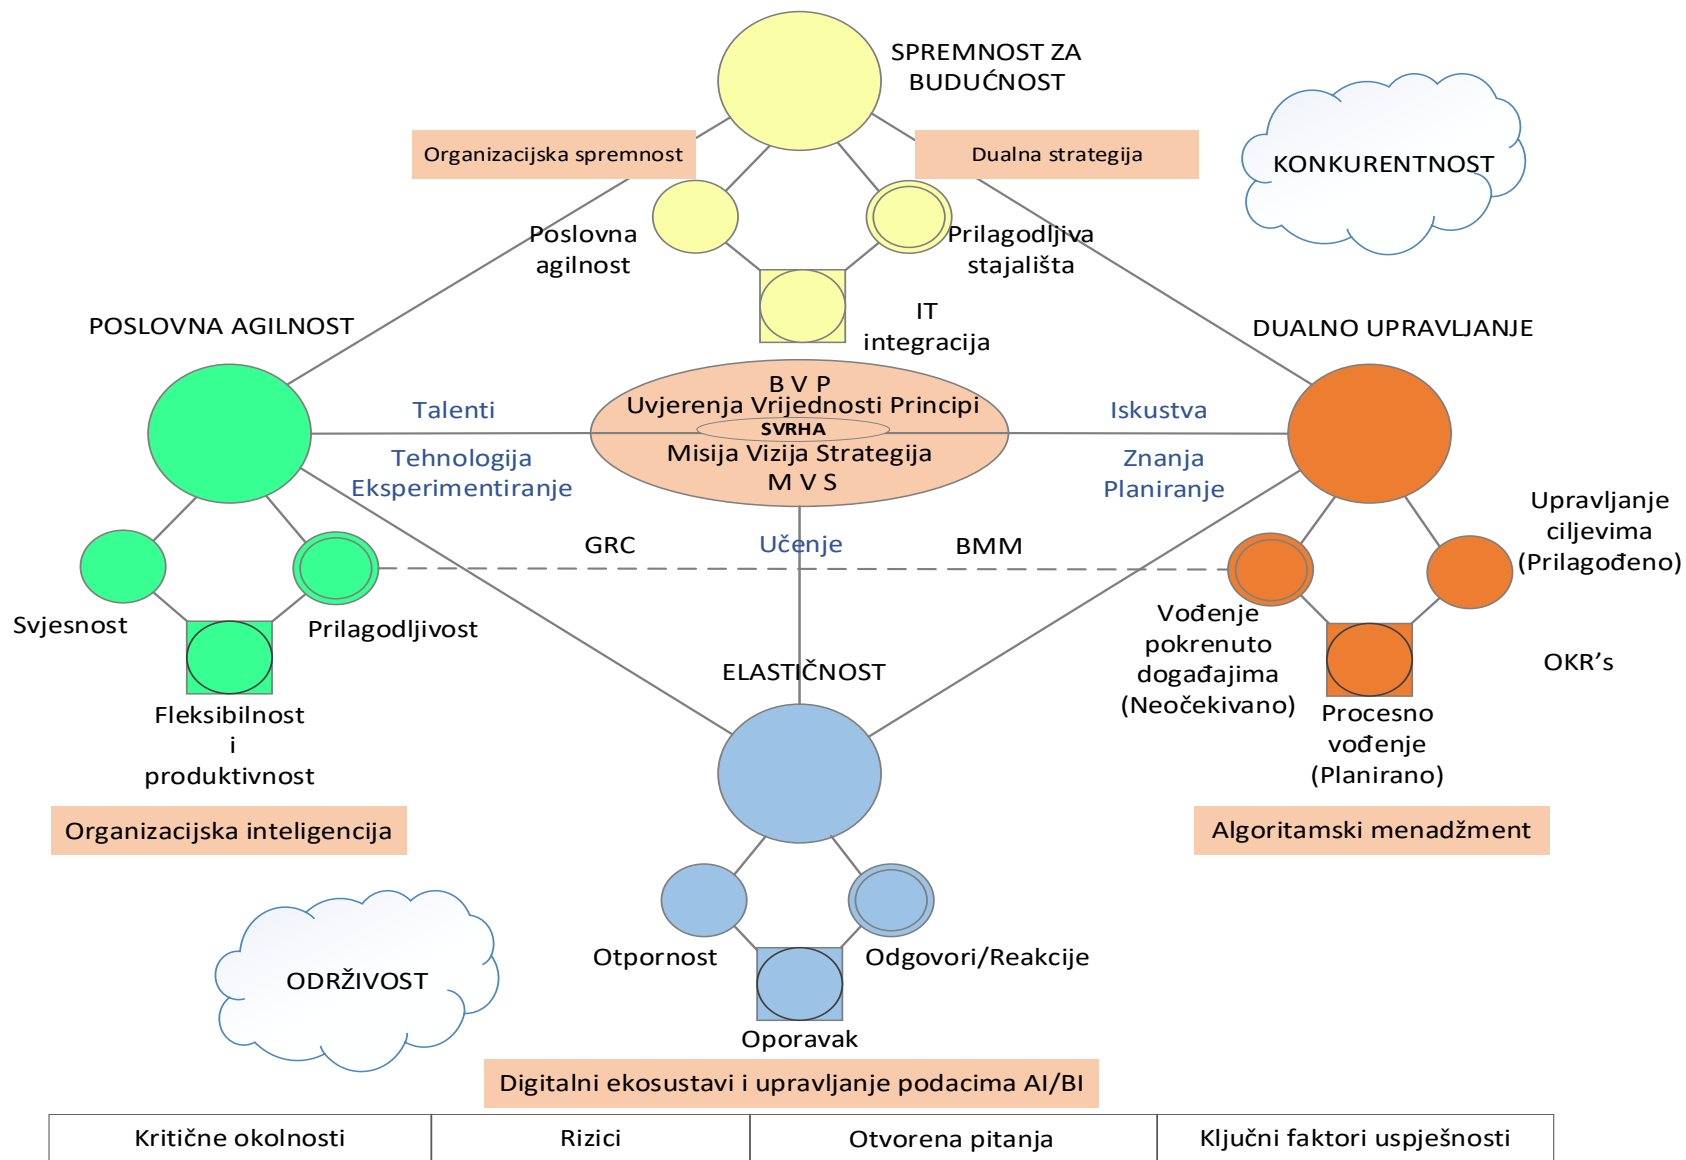 SPREMNOST ZA
BUDUĆNOST
Organizacijska spremnost
Dualna strategija
KONKURENTNOST
Poslovna
agilnost
Prilagodljiva
stajališta
IT
integracija
POSLOVNA AGILNOST
DUALNO UPRAVLJANJE
B V P
Uvjerenja Vrijednosti Principi
SVRHA
Misija Vizija Strategija
M V S
Talenti
Tehnologija
Eksperimentiranje
Iskustva
Znanja
Planiranje
GRC
Učenje
BMM
Svjesnost
Prilagodljivost
Fleksibilnost
i
produktivnost
Upravljanje
ciljevima
(Prilagođeno)
Vođenje
pokrenuto
događajima
(Neočekivano)
OKR's
Procesno
vođenje
(Planirano)
ELASTIČNOST
Organizacijska inteligencija
Algoritamski menadžment
Otpornost
Odgovori/Reakcije
Oporavak
ODRŽIVOST
Digitalni ekosustavi i upravljanje podacima AI/BI
Kritične okolnosti
Rizici
Otvorena pitanja
Ključni faktori uspješnosti